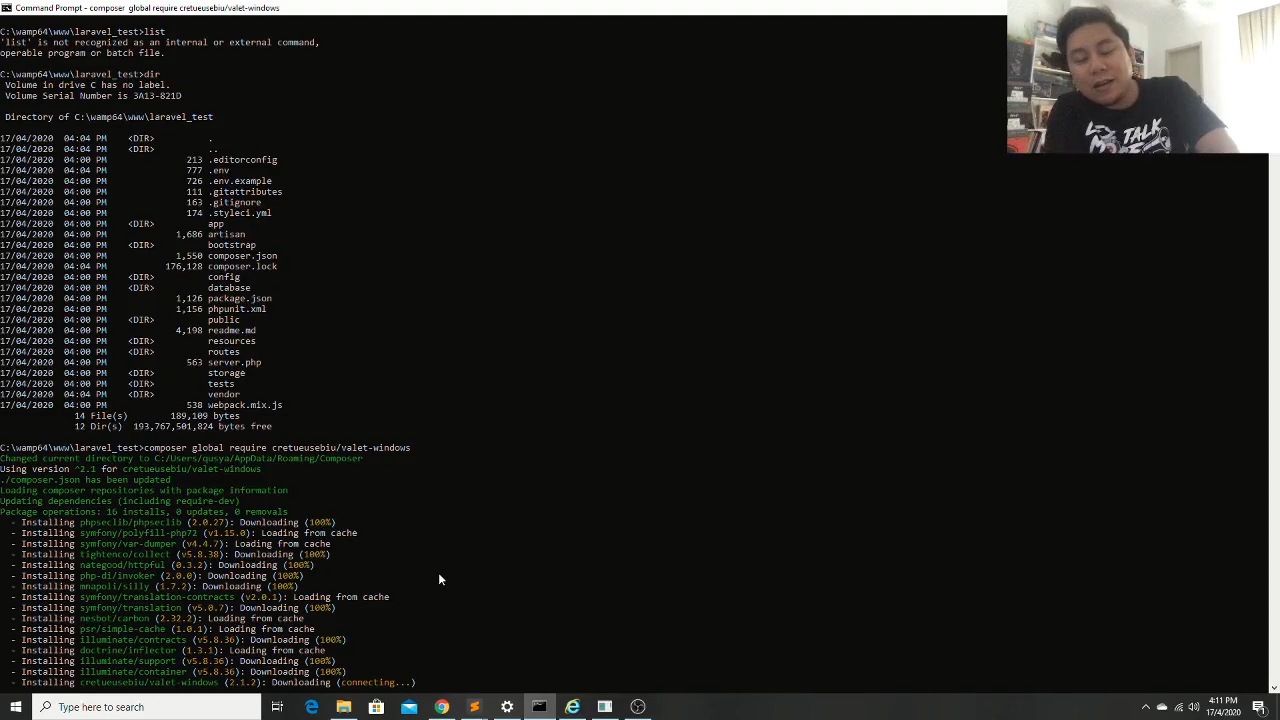 Command Prompt - composer global require cretueusebiu/valet-windows
C:\wamp64\www\laravel_test>list
'list' is not recognized as an internal or external command,
operable program or batch file.
C:\wamp64\www\laravel_test>dir
Volume in drive C has no label.
Volume Serial Number is 3A13-821D
Directory of C:\wamp64\www\laravel_test
17/04/2020 04:04 PM <DIR> .
17/04/2020 04:04 PM <DIR> ..
17/04/2020 04:00 PM 213 .editorconfig
17/04/2020 04:04 PM 777 .env
17/04/2020 04:00 PM 726 .env.example
17/04/2020 04:00 PM 111 .gitattributes
17/04/2020 04:00 PM 163 .gitignore
17/04/2020 04:00 PM 174 .styleci.yml
17/04/2020 04:00 PM <DIR> app
17/04/2020 04:00 PM 1,686 artisan
17/04/2020 04:00 PM <DIR> bootstrap
17/04/2020 04:00 PM 1,550 composer.json
17/04/2020 04:04 PM 176,128 composer.lock
17/04/2020 04:00 PM <DIR> config
17/04/2020 04:00 PM <DIR> database
17/04/2020 04:00 PM 1,126 package.json
17/04/2020 04:00 PM 1,156 phpunit.xml
17/04/2020 04:00 PM <DIR> public
17/04/2020 04:00 PM 4,198 readme.md
17/04/2020 04:00 PM <DIR> resources
17/04/2020 04:00 PM <DIR> routes
17/04/2020 04:00 PM 563 server.php
17/04/2020 04:00 PM <DIR> storage
17/04/2020 04:00 PM <DIR> tests
17/04/2020 04:04 PM <DIR> vendor
17/04/2020 04:00 PM 538 webpack.mix.js
14 File(s) 189,109 bytes
12 Dir(s) 193,767,501,824 bytes free
C:\wamp64\www\laravel_test>composer global require cretueusebiu/valet-windows
Changed current directory to C:/Users/qusya/AppData/Roaming/Composer
Using version ^2.1 for cretueusebiu/valet-windows
./composer.json has been updated
Loading composer repositories with package information
Updating dependencies (including require-dev)
Package operations: 16 installs, 0 updates, 0 removals
- Installing phpseclib/phpseclib (2.0.27): Downloading (100%)
- Installing symfony/polyfill-php72 (v1.15.0): Loading from cache
- Installing symfony/var-dumper (v4.4.7): Loading from cache
- Installing tightenco/collect (v5.8.38): Downloading (100%)
- Installing nategood/httpful (0.3.2): Downloading (100%)
- Installing php-di/invoker (2.0.0): Downloading (100%)
- Installing mnapoli/silly (1.7.2): Downloading (100%)
- Installing symfony/translation-contracts (v2.0.1): Loading from cache
- Installing symfony/translation (v5.0.7): Downloading (100%)
- Installing nesbot/carbon (2.32.2): Loading from cache
- Installing psr/simple-cache (1.0.1): Loading from cache
- Installing illuminate/contracts (v5.8.36): Downloading (100%)
- Installing doctrine/inflector (1.3.1): Loading from cache
- Installing illuminate/support (v5.8.36): Downloading (100%)
- Installing illuminate/container (v5.8.36): Downloading (100%)
- Installing cretueusebiu/valet-windows (2.1.2): Downloading (connecting...)
TALK
Type here to search
4:11 PM
17/4/2020